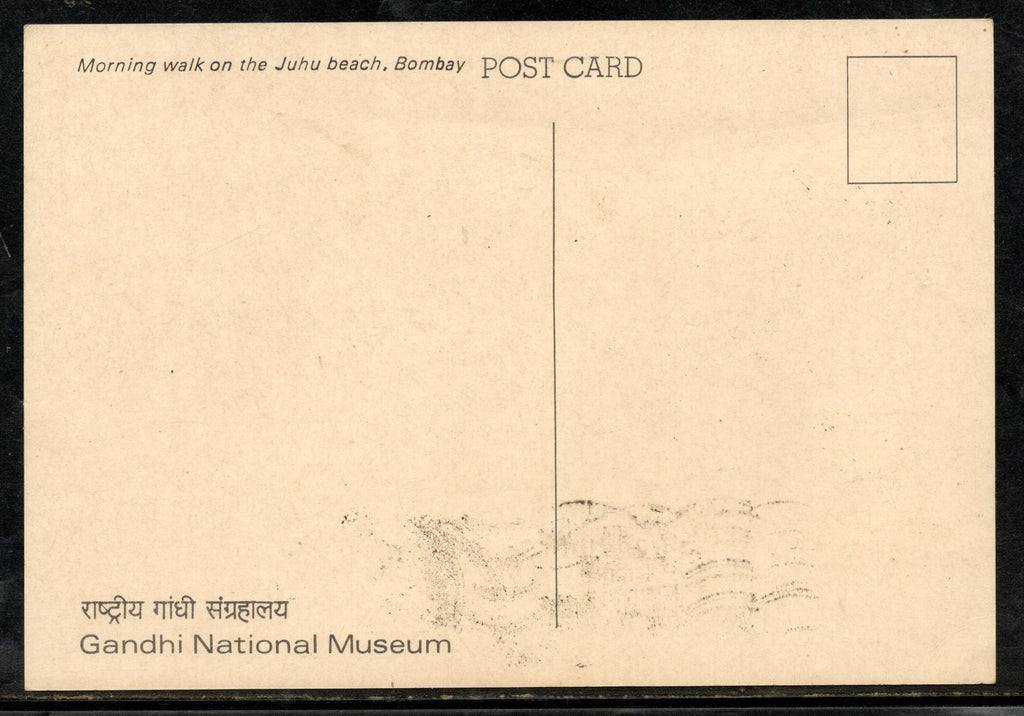 Morning walk on the Juhu beach, Bombay POST CARD
राष्ट्रीय गांधी संग्रहालय
Gandhi National Museum